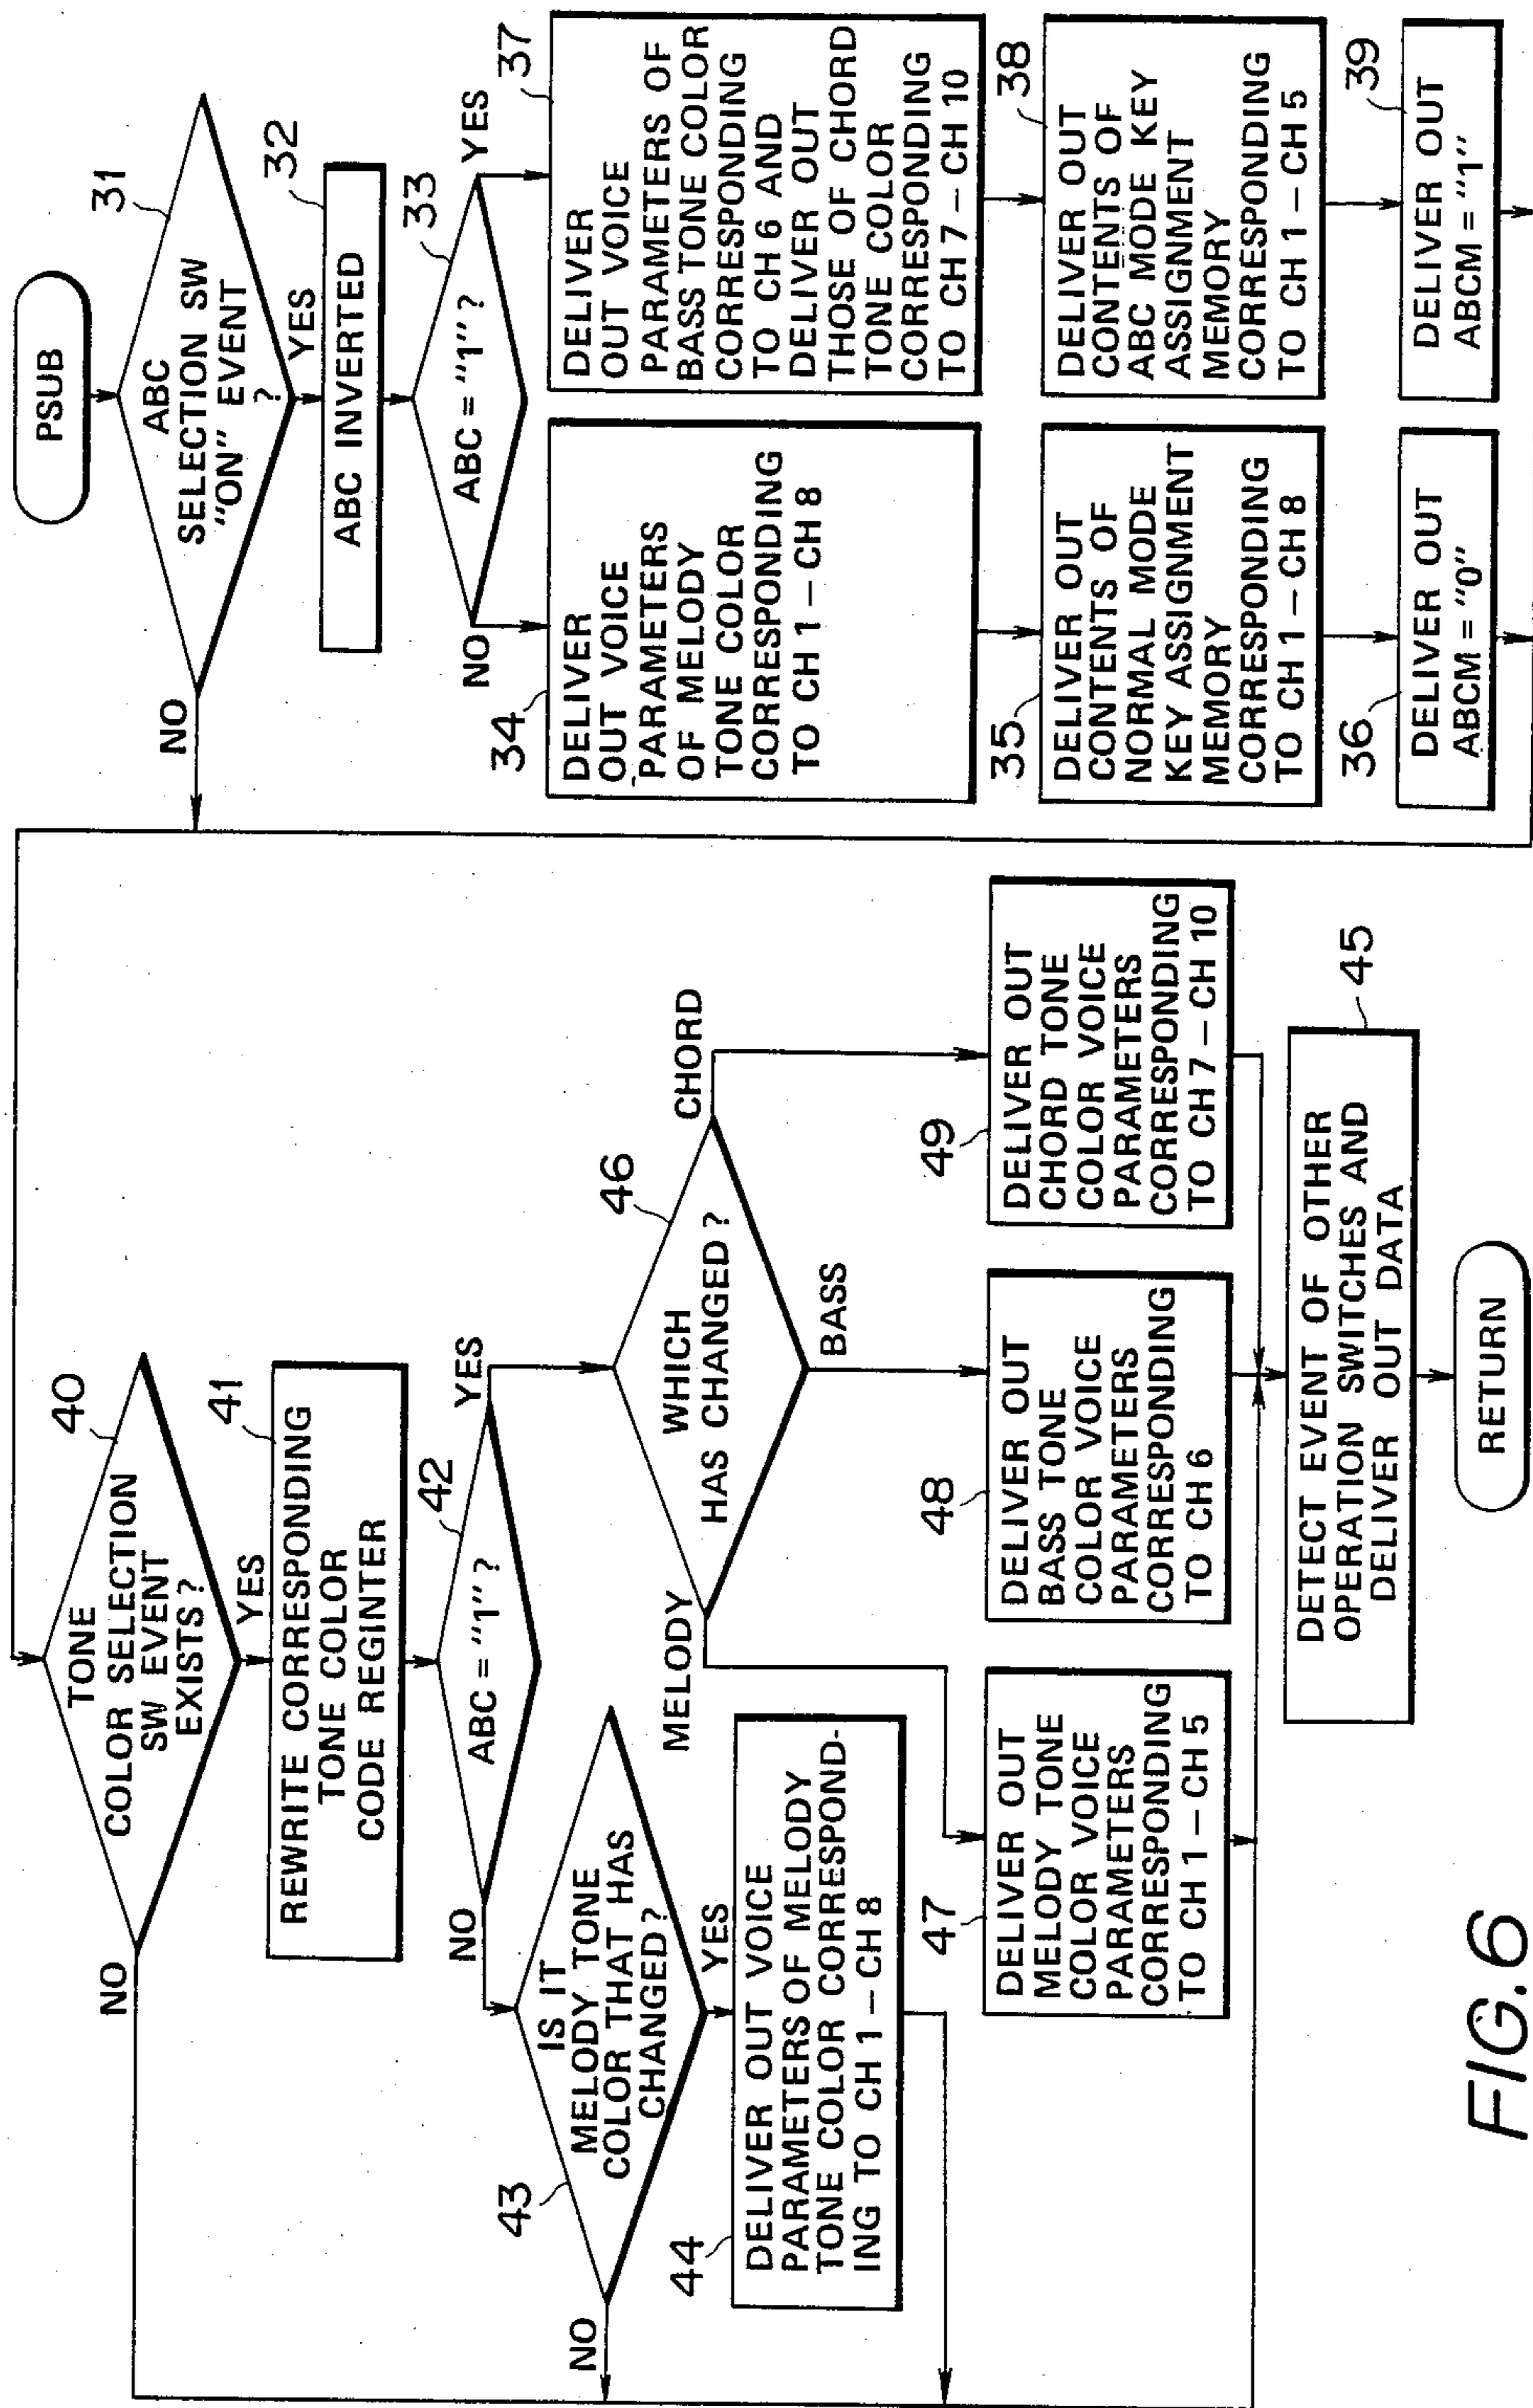 PSUB
31
ABC
SELECTION SW
"ON" EVENT
?
NO
YES
32
ABC INVERTED
33
ABC = "1" ?
NO
YES
34
DELIVER
OUT VOICE
PARAMETERS
OF MELODY
TONE COLOR
CORRESPONDING
TO CH 1 – CH 8
37
DELIVER
OUT VOICE
PARAMETERS OF
BASS TONE COLOR
CORRESPONDING
TO CH 6 AND
DELIVER OUT
THOSE OF CHORD
TONE COLOR
CORRESPONDING
TO CH 7 – CH 10
35
DELIVER OUT
CONTENTS OF
NORMAL MODE
KEY ASSIGNMENT
MEMORY
CORRESPONDING
TO CH 1 – CH 8
38
DELIVER OUT
CONTENTS OF
ABC MODE KEY
ASSIGNMENT
MEMORY
CORRESPONDING
TO CH 1 – CH 5
36
DELIVER OUT
ABCM = "0"
39
DELIVER OUT
ABCM = "1"
40
TONE
COLOR SELECTION
SW EVENT
EXISTS?
NO
YES
41
REWRITE CORRESPONDING
TONE COLOR
CODE REGINTER
42
ABC = "1" ?
NO
YES
43
IS IT
MELODY TONE
COLOR THAT HAS
CHANGED?
NO
YES
44
DELIVER OUT VOICE
PARAMETERS OF MELODY
TONE COLOR CORRESPOND-
ING TO CH 1 – CH 8
46
WHICH
HAS CHANGED?
MELODY
BASS
CHORD
47
DELIVER OUT
MELODY TONE
COLOR VOICE
PARAMETERS
CORRESPONDING
TO CH 1 – CH 5
48
DELIVER OUT
BASS TONE
COLOR VOICE
PARAMETERS
CORRESPONDING
TO CH 6
49
DELIVER OUT
CHORD TONE
COLOR VOICE
PARAMETERS
CORRESPONDING
TO CH 7 – CH 10
45
DETECT EVENT OF OTHER
OPERATION SWITCHES AND
DELIVER OUT DATA
RETURN
FIG.6